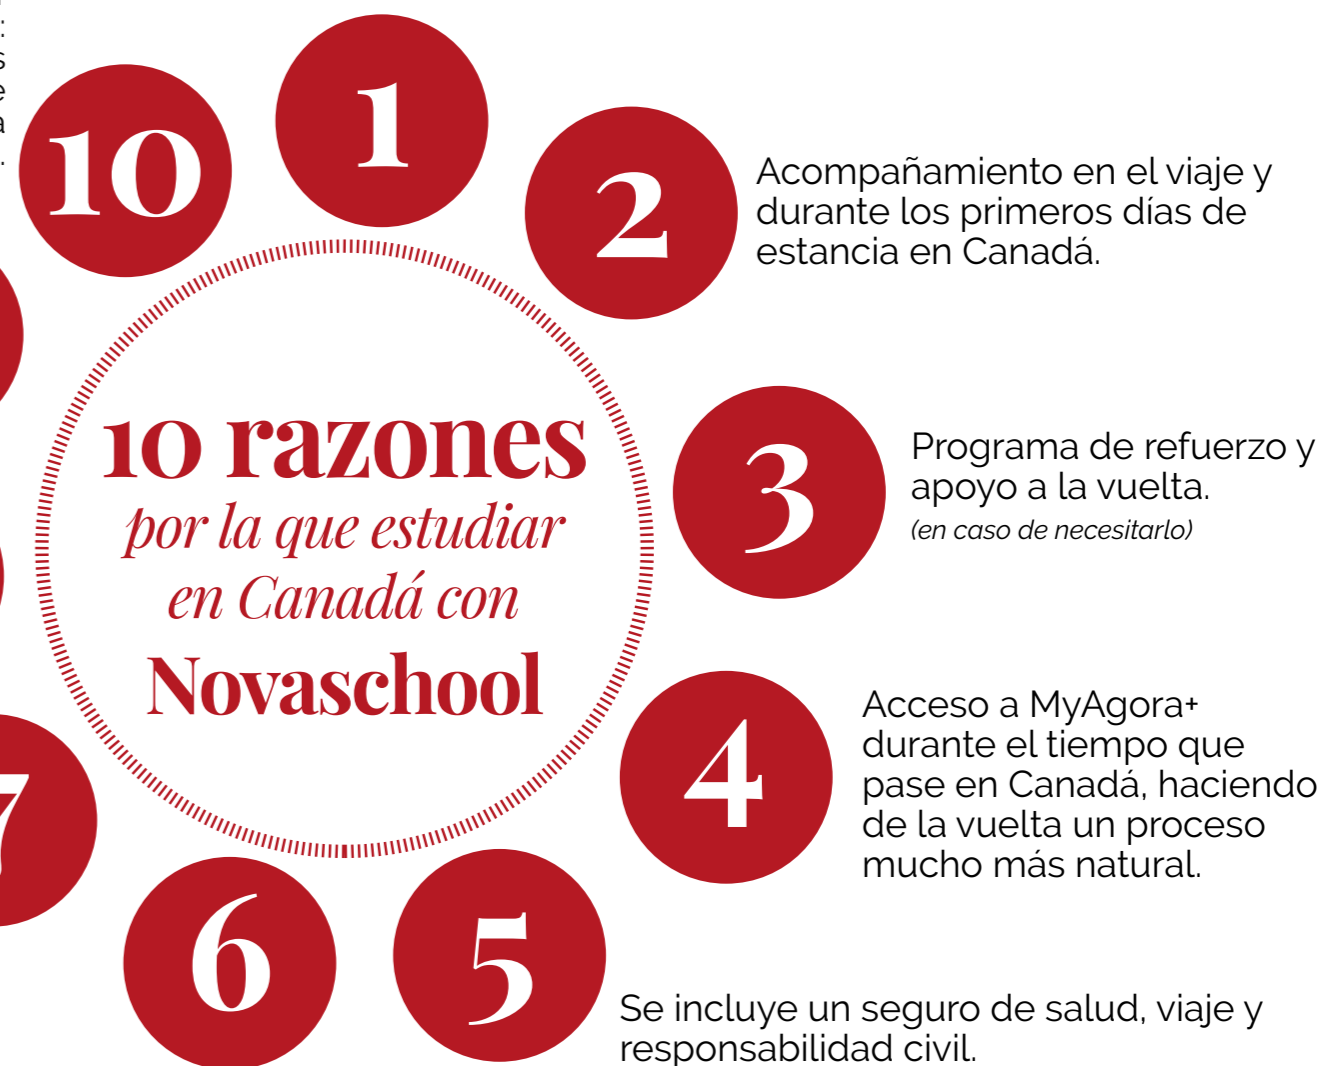 10 razones
por la que estudiar
en Canadá con
Novaschool
1
2
Acompañamiento en el viaje y
durante los primeros días de
estancia en Canadá.
3
Programa de refuerzo y
apoyo a la vuelta.
(en caso de necesitarlo)
4
Acceso a MyAgora+
durante el tiempo que
pase en Canadá, haciendo
de la vuelta un proceso
mucho más natural.
5
Se incluye un seguro de salud, viaje y
responsabilidad civil.
6
7
10